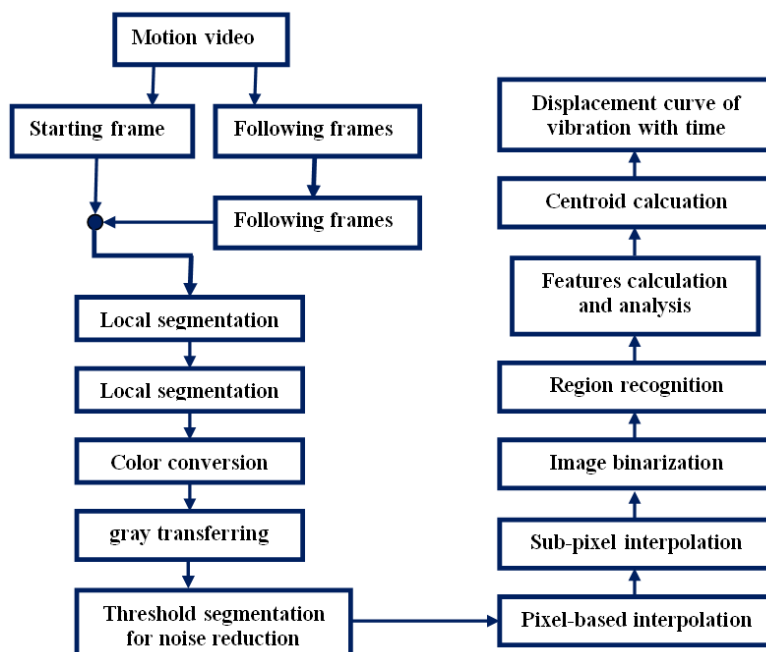 Motion video
Starting frame
Following frames
Following frames
Local segmentation
Local segmentation
Color conversion
gray transferring
Threshold segmentation
for noise reduction
Pixel-based interpolation
Sub-pixel interpolation
Image binarization
Region recognition
Features calculation
and analysis
Centroid calcuation
Displacement curve of
vibration with time